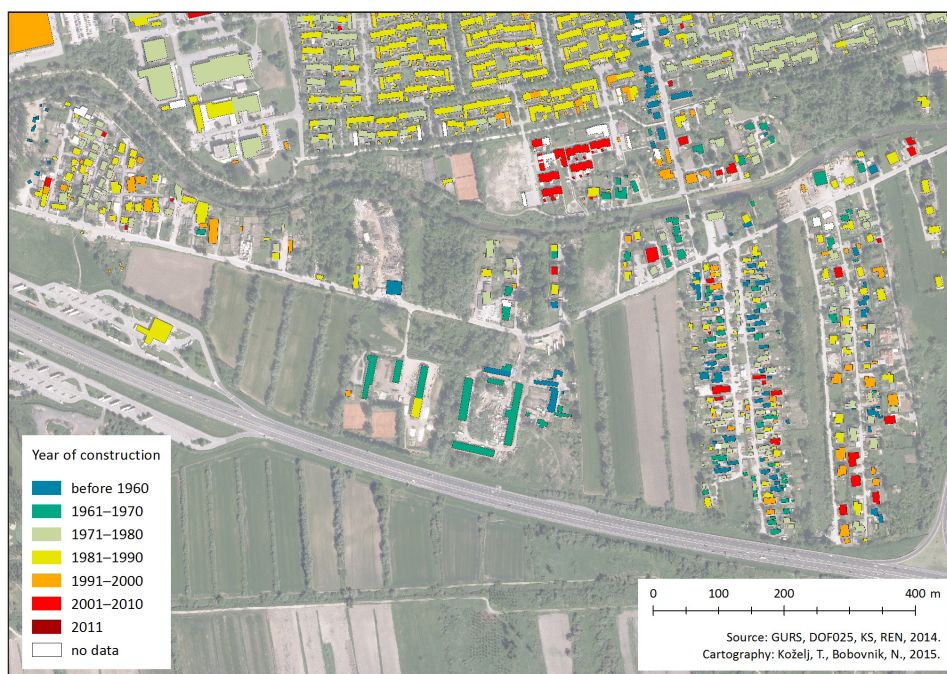 Year of construction
before 1960
1961–1970
1971–1980
1981–1990
1991–2000
2001–2010
2011
no data
0 100 200 400 m
Source: GURS, DOF025, KS, REN, 2014.
Cartography: Koželj, T., Bobovnik, N., 2015.